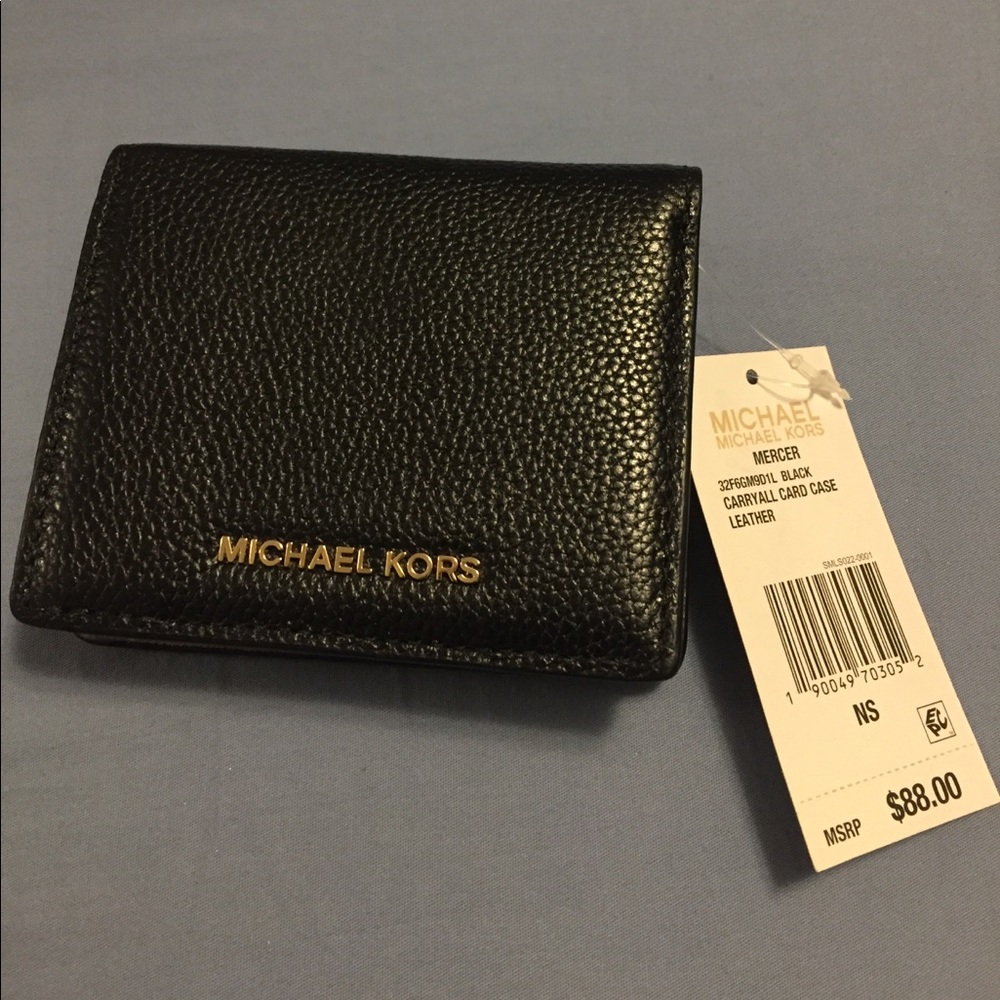 MICHAEL KORS
MICHAEL
MICHAEL KORS
MERCER
32F6GM9D1L BLACK
CARRYALL CARD CASE
LEATHER
SMLS022-0001
1 90049 70305 2
NS
EPC
MSRP $88.00